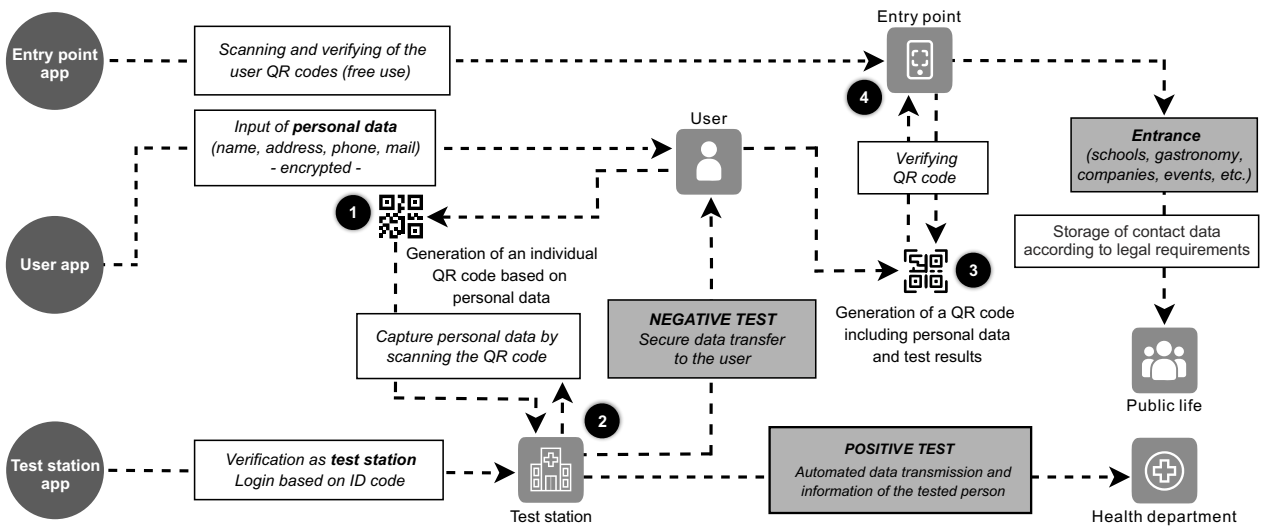 Entry point
Entry point
app
Scanning and verifying of the
user QR codes (free use)
4
User
Input of personal data
(name, address, phone, mail)
- encrypted -
Verifying
QR code
Entrance
(schools, gastronomy,
companies, events, etc.)
1
User app
Generation of an individual
QR code based on
personal data
3
Storage of contact data
according to legal requirements
Generation of a QR code
including personal data
and test results
NEGATIVE TEST
Secure data transfer
to the user
Capture personal data by
scanning the QR code
Public life
2
Test station
app
Verification as test station
Login based on ID code
POSITIVE TEST
Automated data transmission and
information of the tested person
Test station
Health department